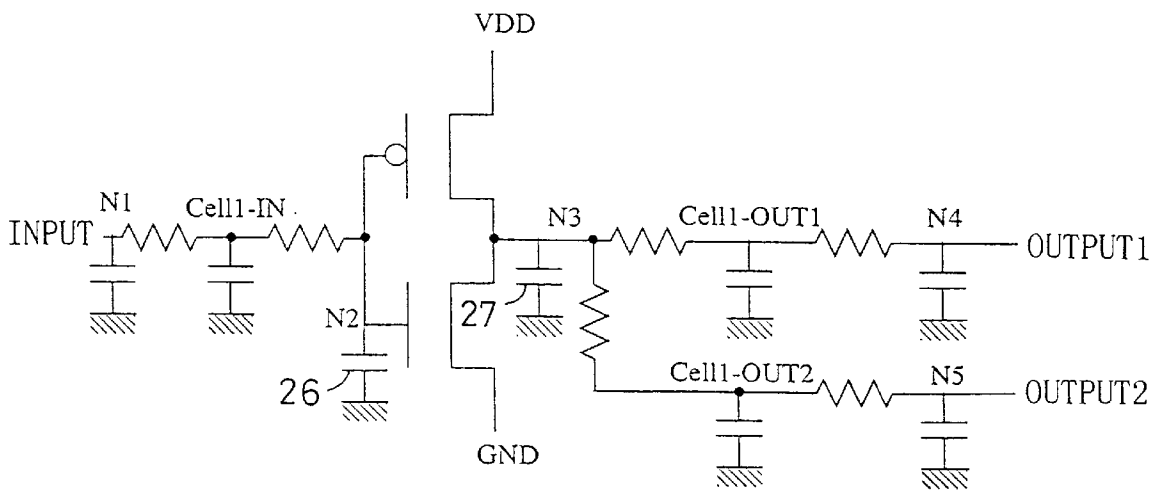 VDD
N1
Cell1-IN
N3
Cell1-OUT1
N4
INPUT
OUTPUT1
27
N2
26
Cell1-OUT2
N5
OUTPUT2
GND